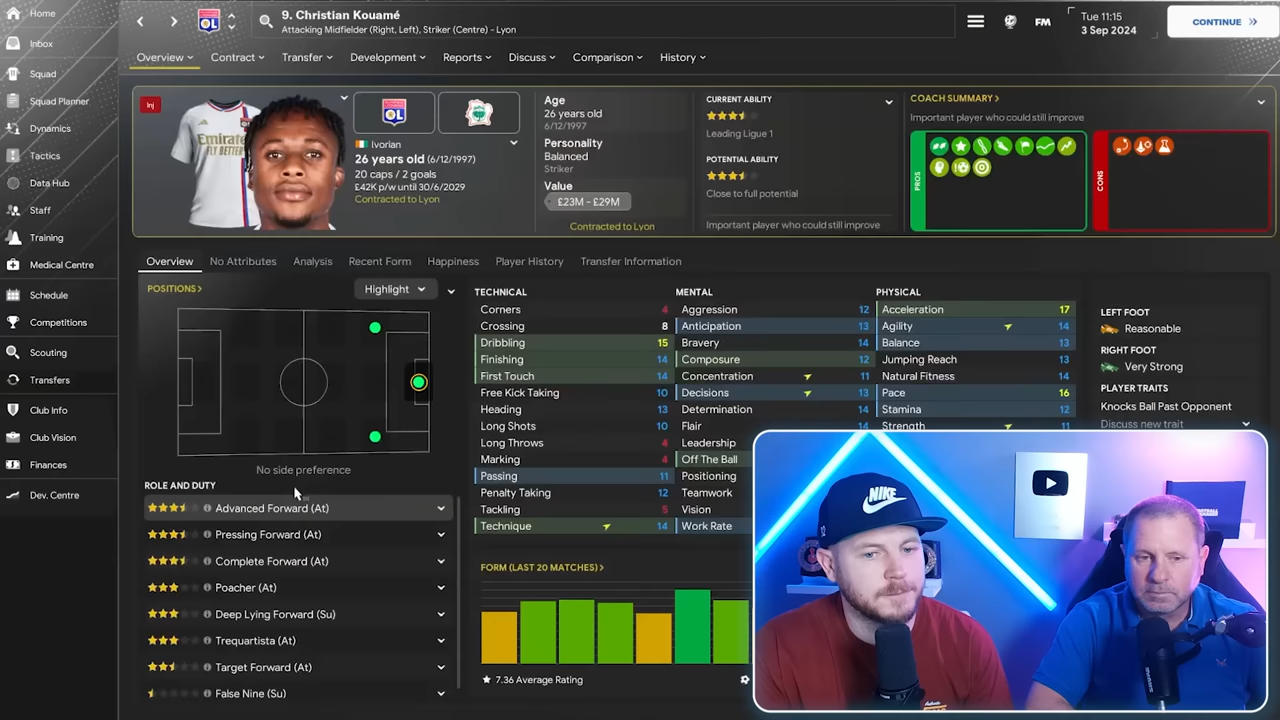 Home
Inbox
Squad
Squad Planner
Dynamics
Tactics
Data Hub
Staff
Training
Medical Centre
Schedule
Competitions
Scouting
Transfers
Club Info
Club Vision
Finances
Dev. Centre
9. Christian Kouamé
Attacking Midfielder (Right, Left), Striker (Centre) - Lyon
FM
Tue 11:15
3 Sep 2024
CONTINUE
Overview
Contract
Transfer
Development
Reports
Discuss
Comparison
History
Inj
Emirates
FLY BETTER
Ivorian
26 years old (6/12/1997)
20 caps / 2 goals
£42K p/w until 30/6/2029
Contracted to Lyon
Age
26 years old
6/12/1997
Personality
Balanced
Striker
Value
£23M - £29M
Contracted to Lyon
CURRENT ABILITY
Leading Ligue 1
POTENTIAL ABILITY
Close to full potential
Important player who could still improve
COACH SUMMARY
Important player who could still improve
PROS
CONS
Overview
No Attributes
Analysis
Recent Form
Happiness
Player History
Transfer Information
POSITIONS
Highlight
No side preference
ROLE AND DUTY
Advanced Forward (At)
Pressing Forward (At)
Complete Forward (At)
Poacher (At)
Deep Lying Forward (Su)
Trequartista (At)
Target Forward (At)
False Nine (Su)
TECHNICAL
Corners 4
Crossing 8
Dribbling 15
Finishing 14
First Touch 14
Free Kick Taking 10
Heading 13
Long Shots 10
Long Throws 4
Marking 4
Passing 11
Penalty Taking 12
Tackling 5
Technique 14
MENTAL
Aggression 12
Anticipation 13
Bravery 14
Composure 12
Concentration 11
Decisions 13
Determination 14
Flair 14
Leadership
Off The Ball
Positioning
Teamwork
Vision
Work Rate
PHYSICAL
Acceleration 17
Agility 14
Balance 13
Jumping Reach 13
Natural Fitness 14
Pace 16
Stamina 12
Strength 11
LEFT FOOT
Reasonable
RIGHT FOOT
Very Strong
PLAYER TRAITS
Knocks Ball Past Opponent
Discuss new trait
FORM (LAST 20 MATCHES)
7.36 Average Rating